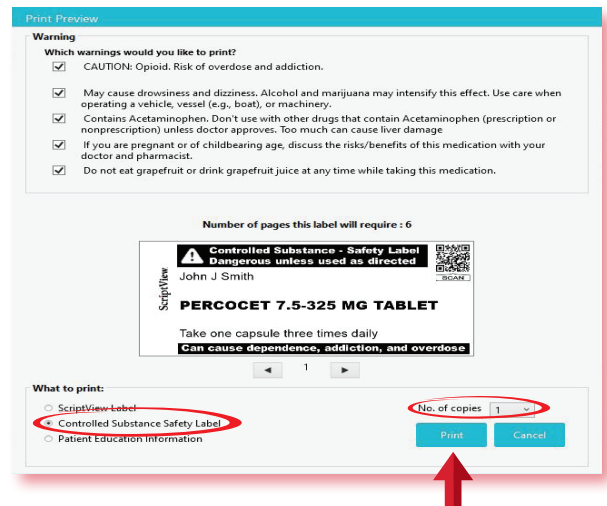 Print Preview
Warning
Which warnings would you like to print?
CAUTION: Opioid. Risk of overdose and addiction.
May cause drowsiness and dizziness. Alcohol and marijuana may intensify this effect. Use care when
operating a vehicle, vessel (e.g., boat), or machinery.
Contains Acetaminophen. Don't use with other drugs that contain Acetaminophen (prescription or
nonprescription) unless doctor approves. Too much can cause liver damage
If you are pregnant or of childbearing age, discuss the risks/benefits of this medication with your
doctor and pharmacist.
Do not eat grapefruit or drink grapefruit juice at any time while taking this medication.
Number of pages this label will require : 6
ScriptView
Controlled Substance - Safety Label
Dangerous unless used as directed
SCAN
John J Smith
PERCOCET 7.5-325 MG TABLET
Take one capsule three times daily
Can cause dependence, addiction, and overdose
1
What to print:
ScriptView Label
No. of copies 1
Controlled Substance Safety Label
Patient Education Information
Print Cancel